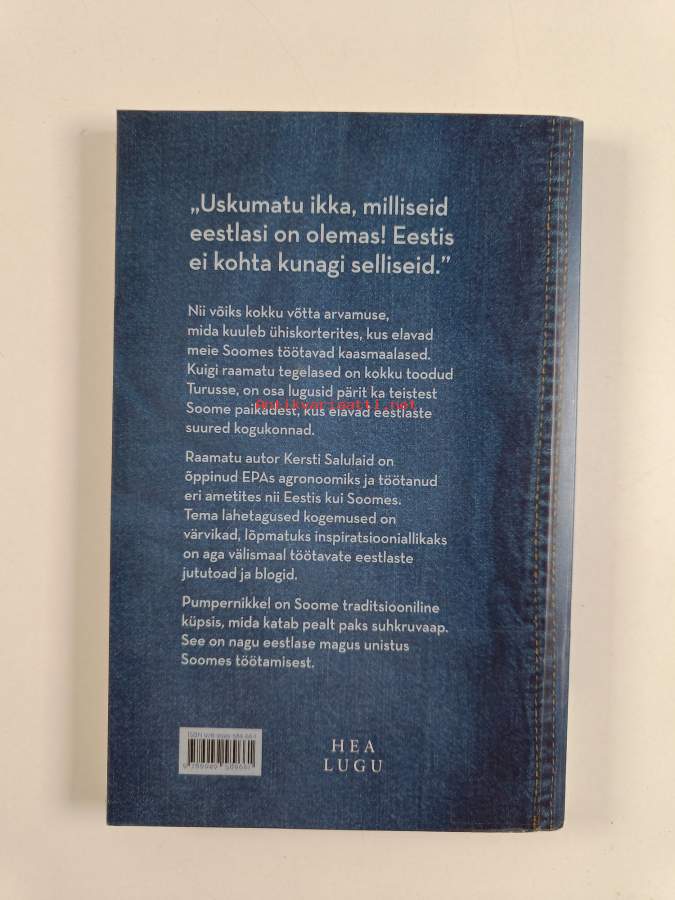 „Uskumatu ikka, milliseid
eestlasi on olemas! Eestis
ei kohta kunagi selliseid.”
Nii võiks kokku võtta arvamuse,
mida kuuleb ühiskorterites, kus elavad
meie Soomes töötavad kaasmaalased.
Kuigi raamatu tegelased on kokku toodud
Turusse, on osa lugusid pärit ka teistest
Soome paikadest, kus elavad eestlaste
antikvariaatti.net
suured kogukonnad.
Raamatu autor Kersti Salulaid on
õppinud EPAs agronoomiks ja töötanud
eri ametites nii Eestis kui Soomes.
Tema lahetagused kogemused on
värvikad, lõpmatuks inspiratsiooniallikaks
on aga välismaal töötavate eestlaste
jututoad ja blogid.
Pumpernikkel on Soome traditsiooniline
küpsis, mida katab pealt paks suhkruvaap.
See on nagu eestlase magus unistus
Soomes töötamisest.
HEA
LUGU